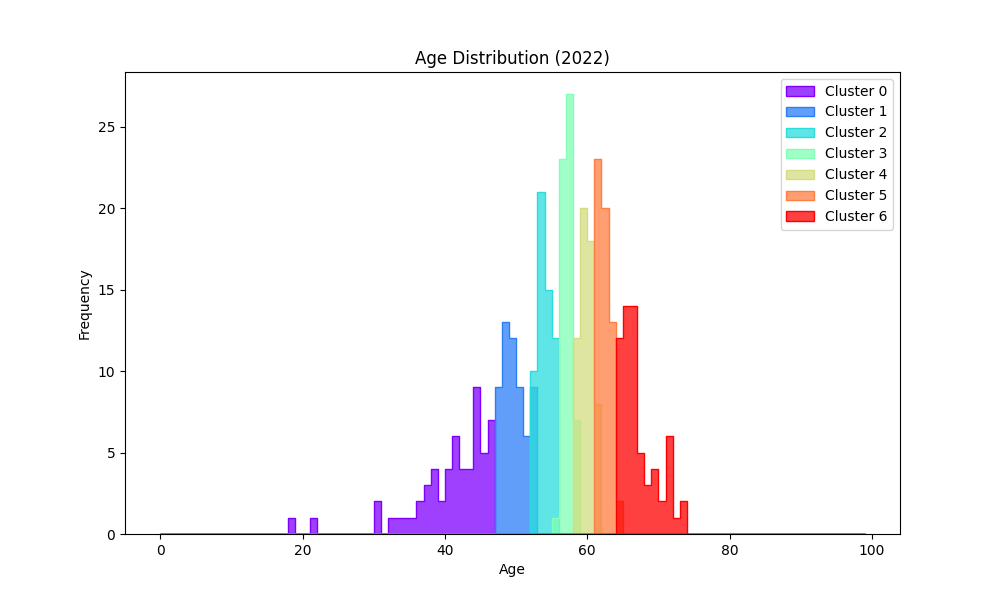 Age Distribution (2022)
Cluster 0
Cluster 1
Cluster 2
Cluster 3
Cluster 4
Cluster 5
Cluster 6
Frequency
25
20
15
10
5
0
0 20 40 60 80 100
Age